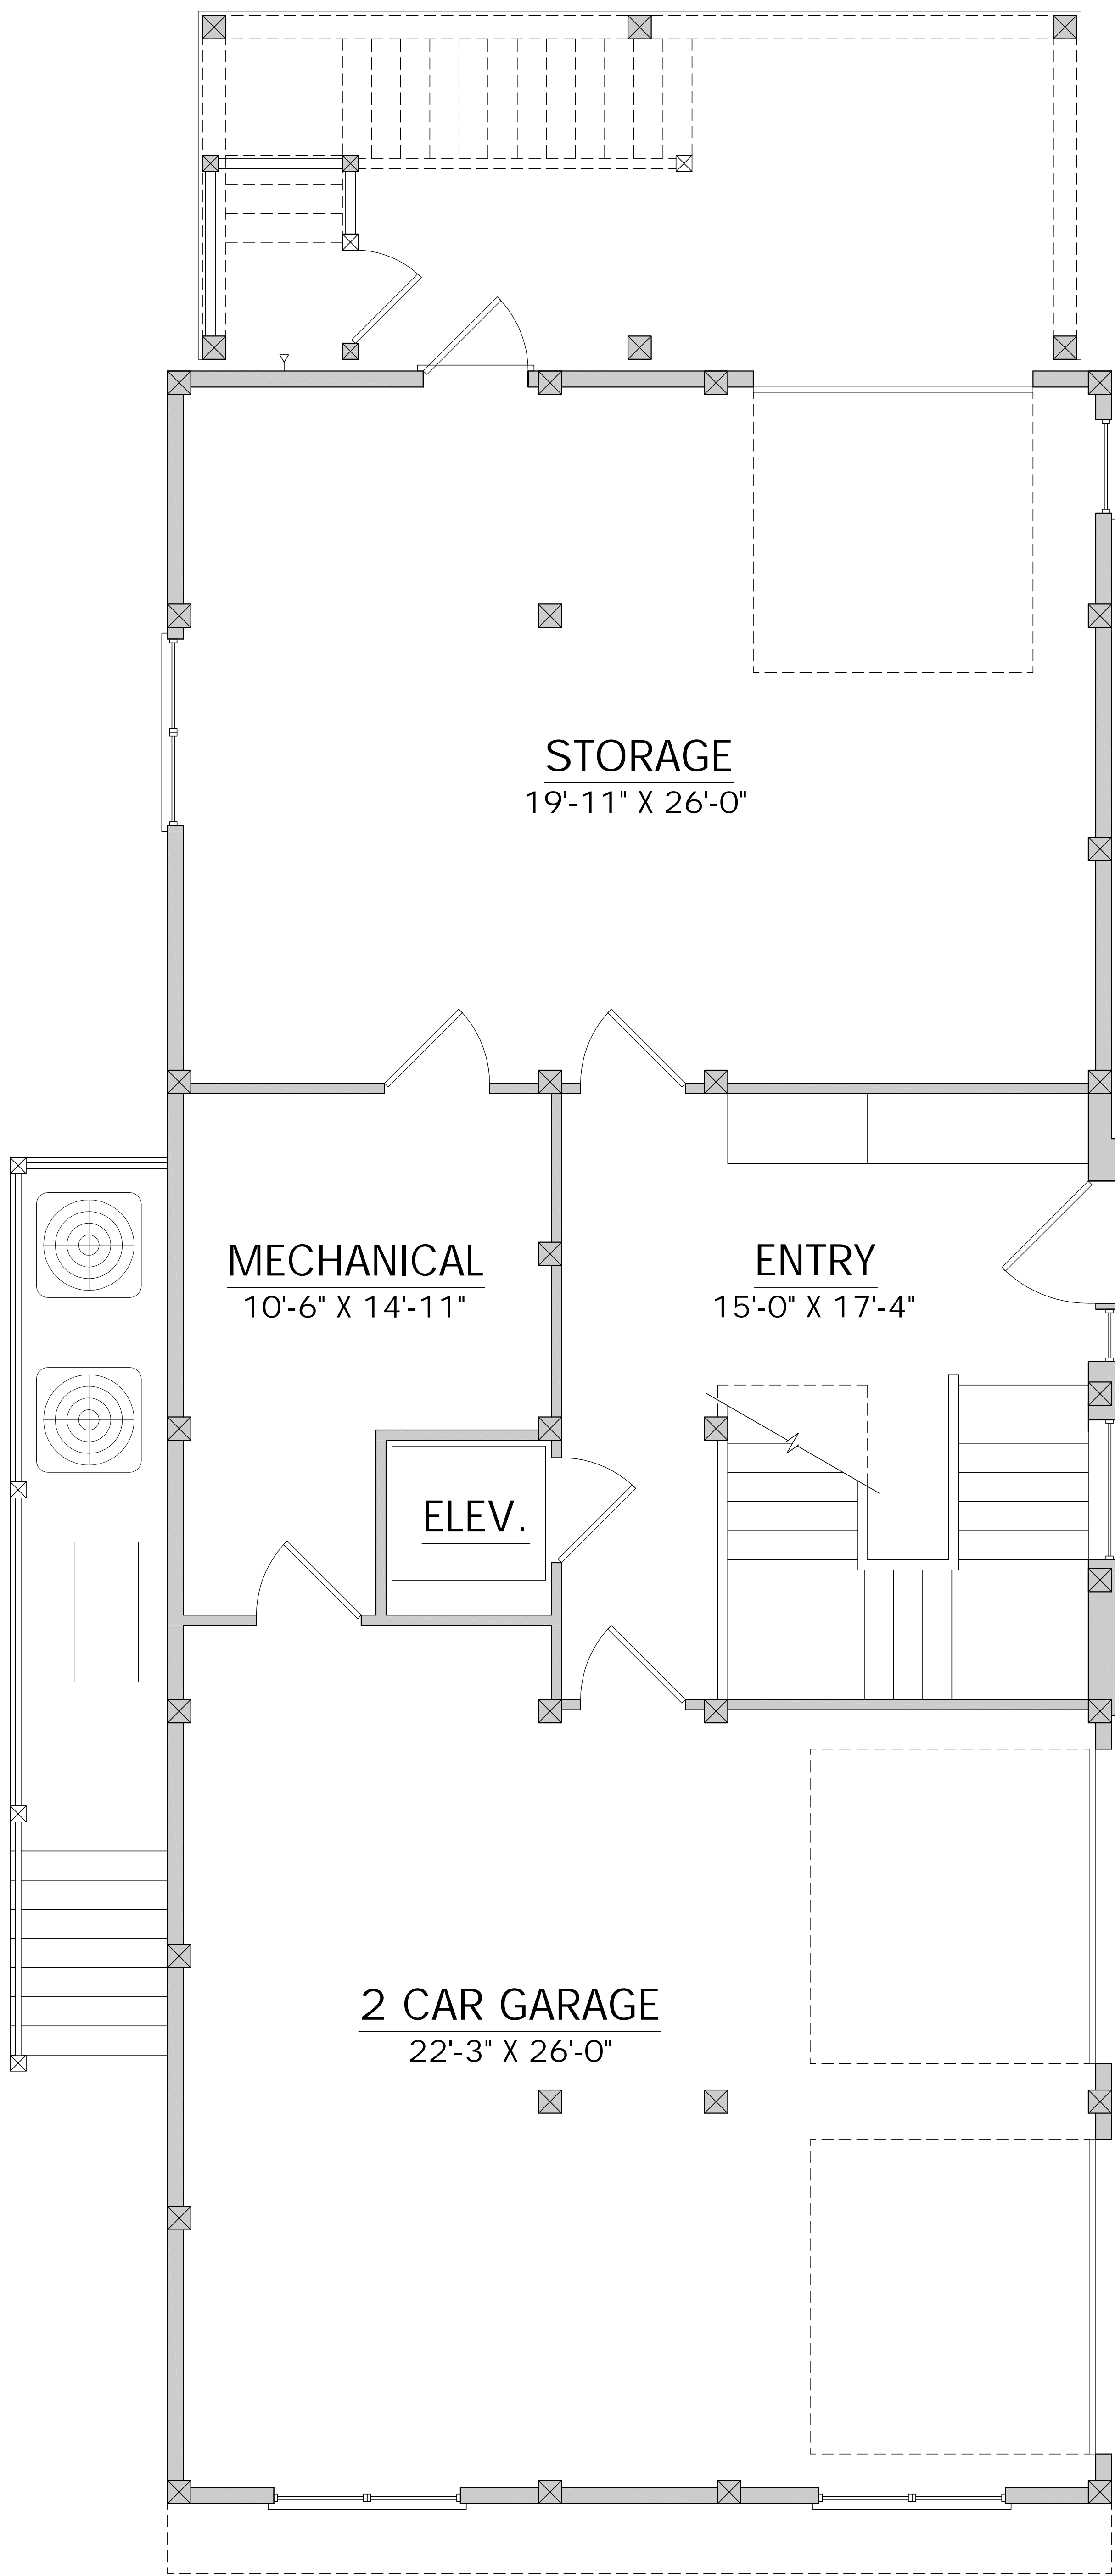 STORAGE
19'-11" X 26'-0"
MECHANICAL
10'-6" X 14'-11"
ENTRY
15'-0" X 17'-4"
ELEV.
2 CAR GARAGE
22'-3" X 26'-0"